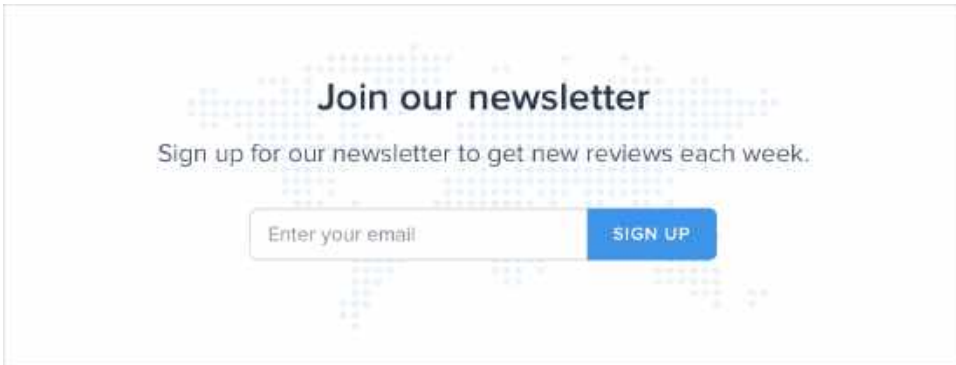 Join our newsletter
Sign up for our newsletter to get new reviews each week.
Enter your email SIGN UP